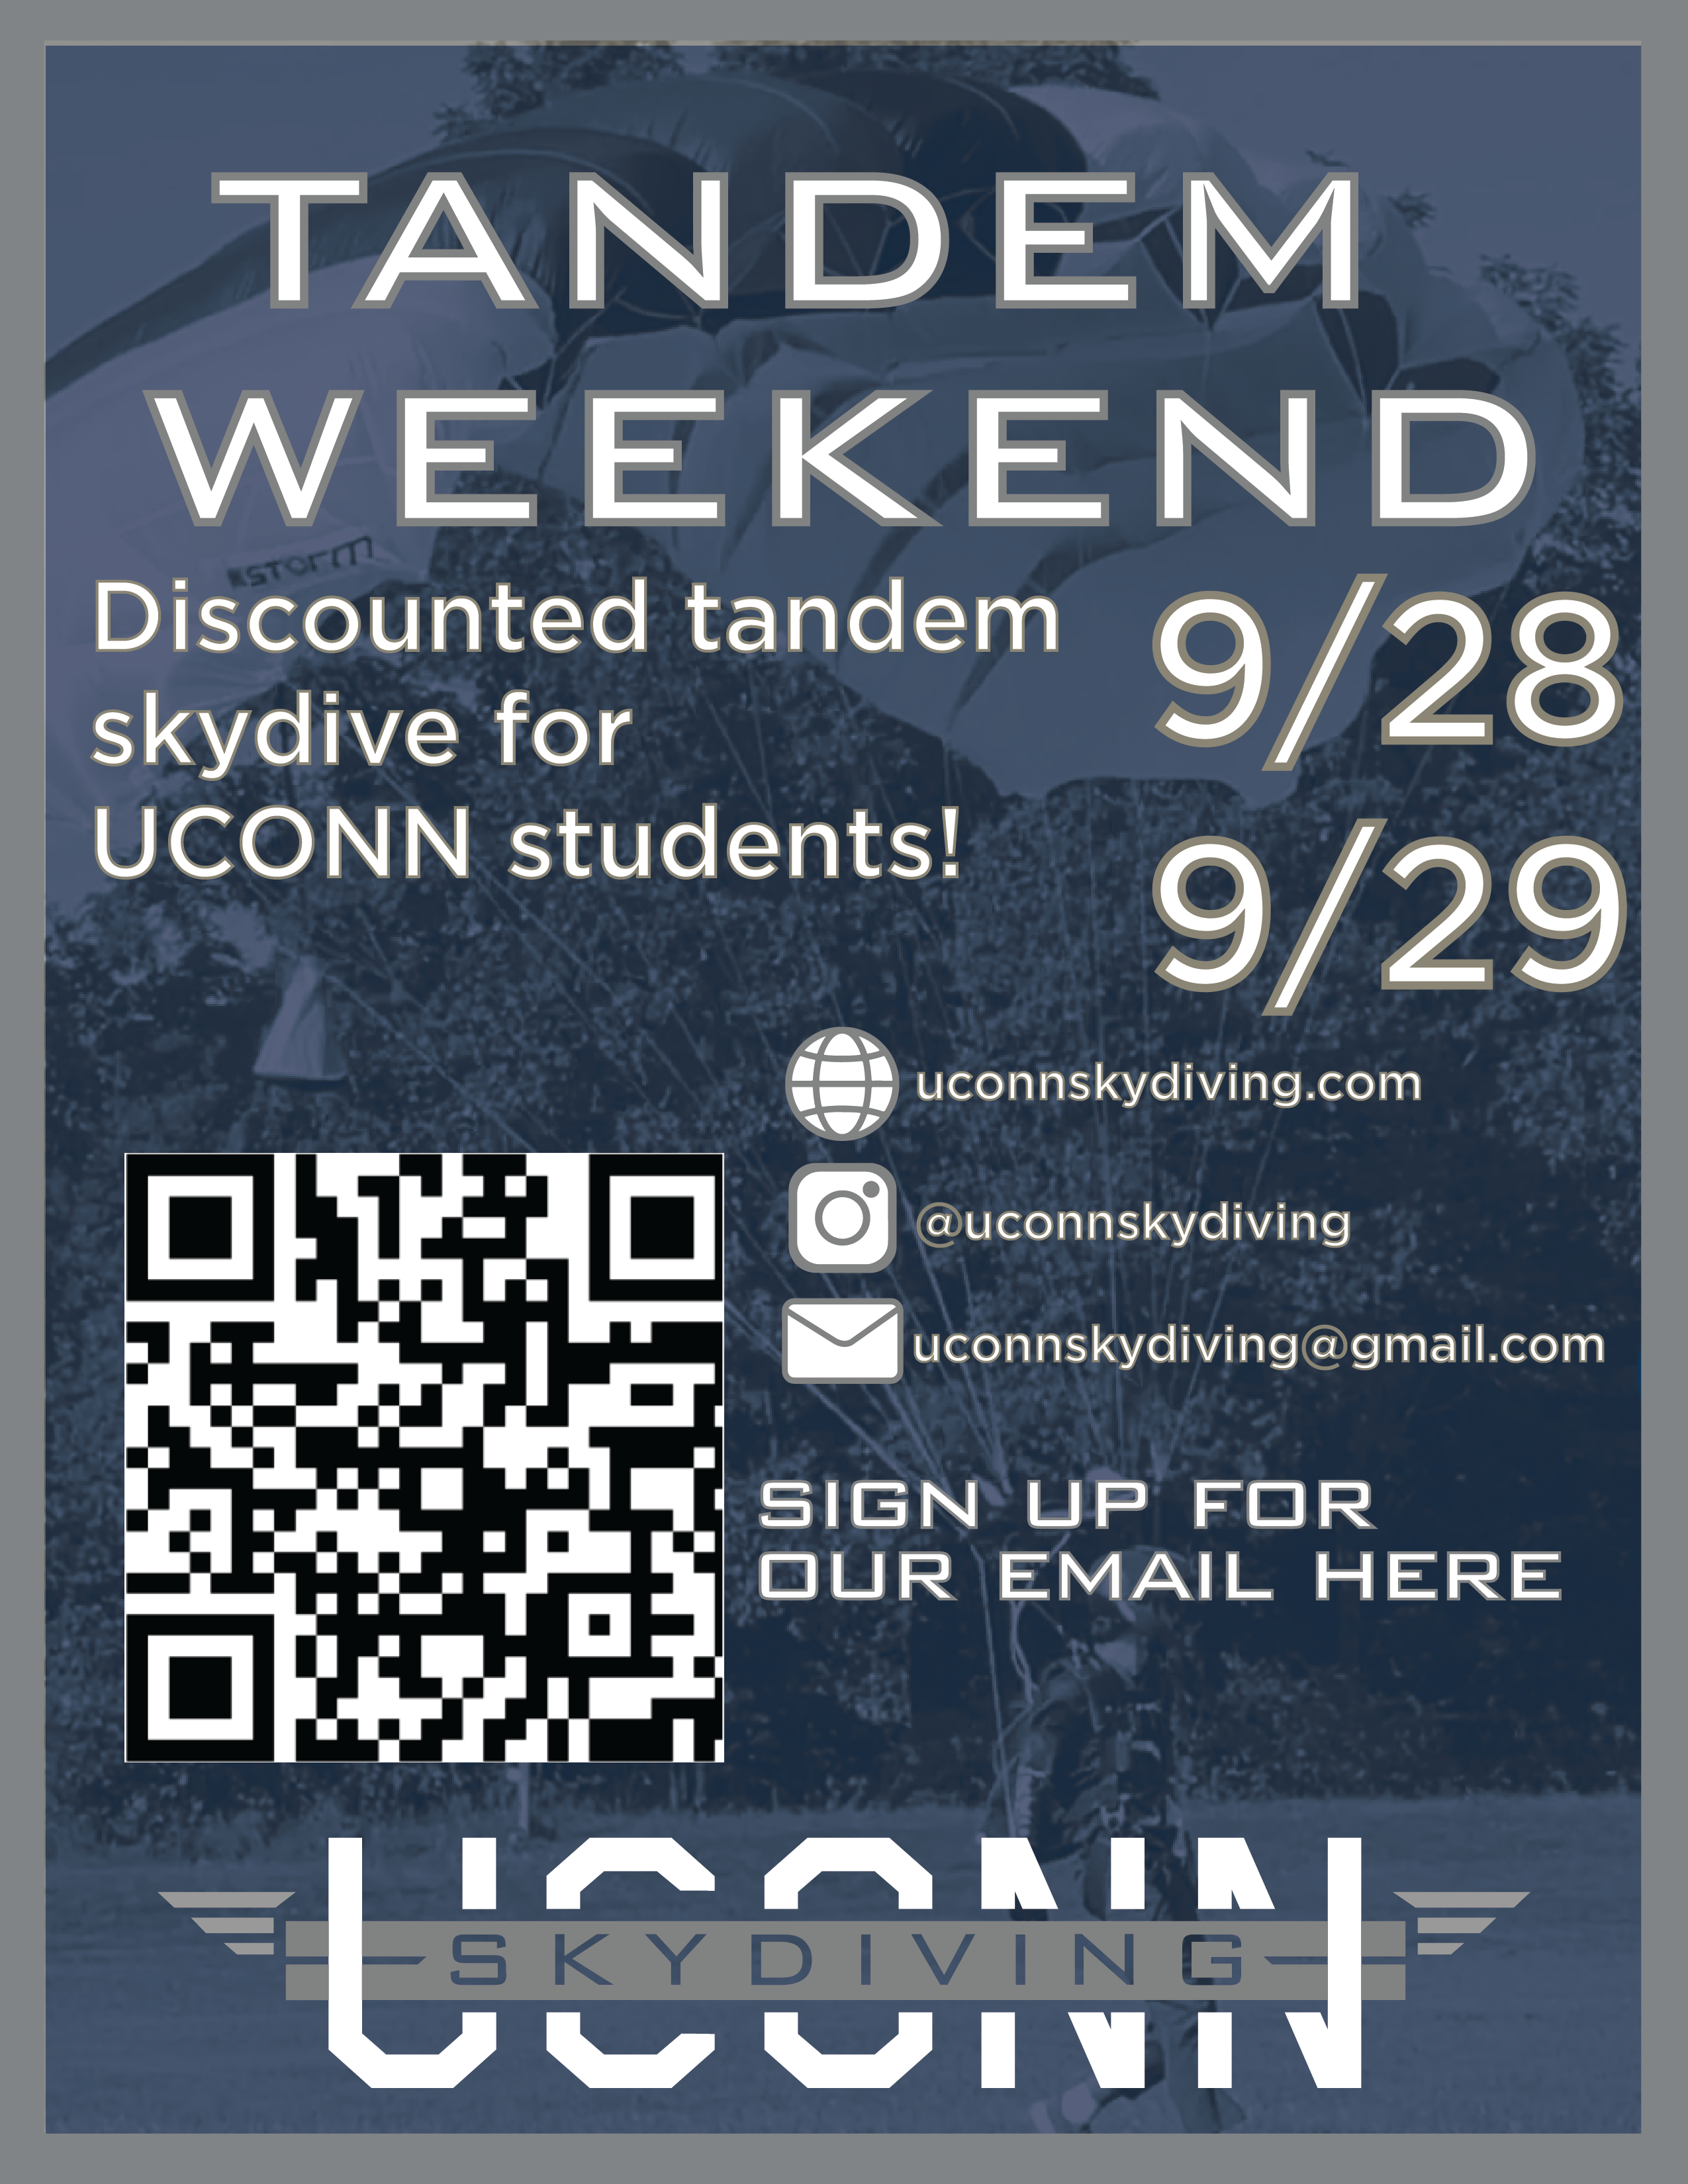 TANDEM
WEEKEND
STORM
Discounted tandem
skydive for
UCONN students!
9/28
9/29
uconnskydiving.com
@uconnskydiving
uconnskydiving@gmail.com
SIGN UP FOR
OUR EMAIL HERE
UCONN
SKYDIVING